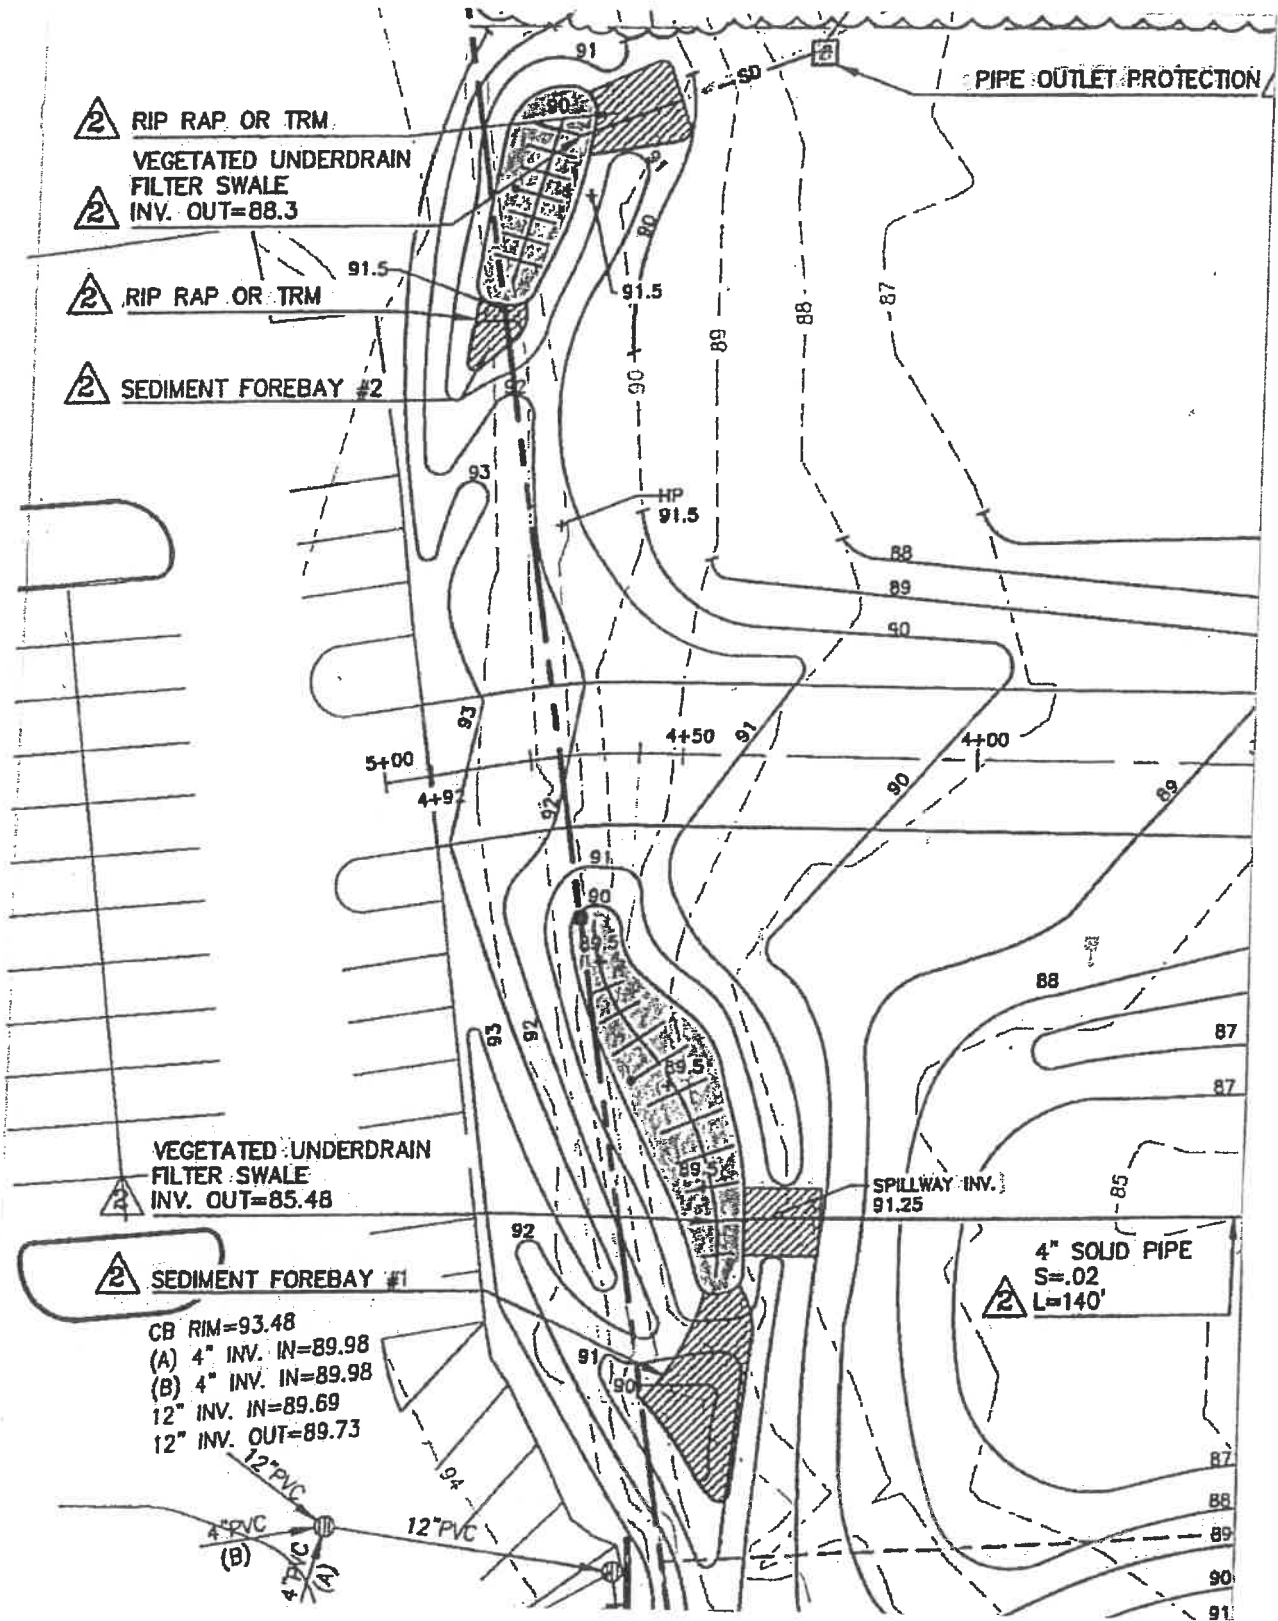 91
SD
PIPE OUTLET PROTECTION
2 RIP RAP OR TRM
90
VEGETATED UNDERDRAIN
FILTER SWALE
2 INV. OUT=88.3
91
80
91.5
91.5
2 RIP RAP OR TRM
89
88
87
2 SEDIMENT FOREBAY #2
92
90
93
HP
91.5
88
89
90
93
91
4+50
4+00
5+00
4+9
92
90
89
91
90
89.5
88
93
92
87
89.5
87
VEGETATED UNDERDRAIN
FILTER SWALE
2 INV. OUT=85.48
89.5
SPILLWAY INV.
91.25
85
92
2 SEDIMENT FOREBAY #1
4" SOLID PIPE
S=.02
2 L=140'
CB RIM=93.48
(A) 4" INV. IN=89.98
(B) 4" INV. IN=89.98
12" INV. IN=89.69
12" INV. OUT=89.73
91
90
94
12"PVC
4"PVC
(B)
4"PVC
(A)
12"PVC
87
88
89
90
91